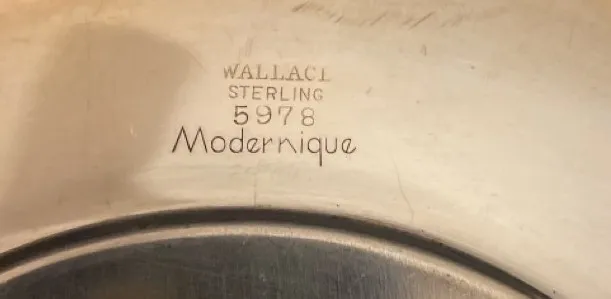 WALLACE
STERLING
5978
Modernique